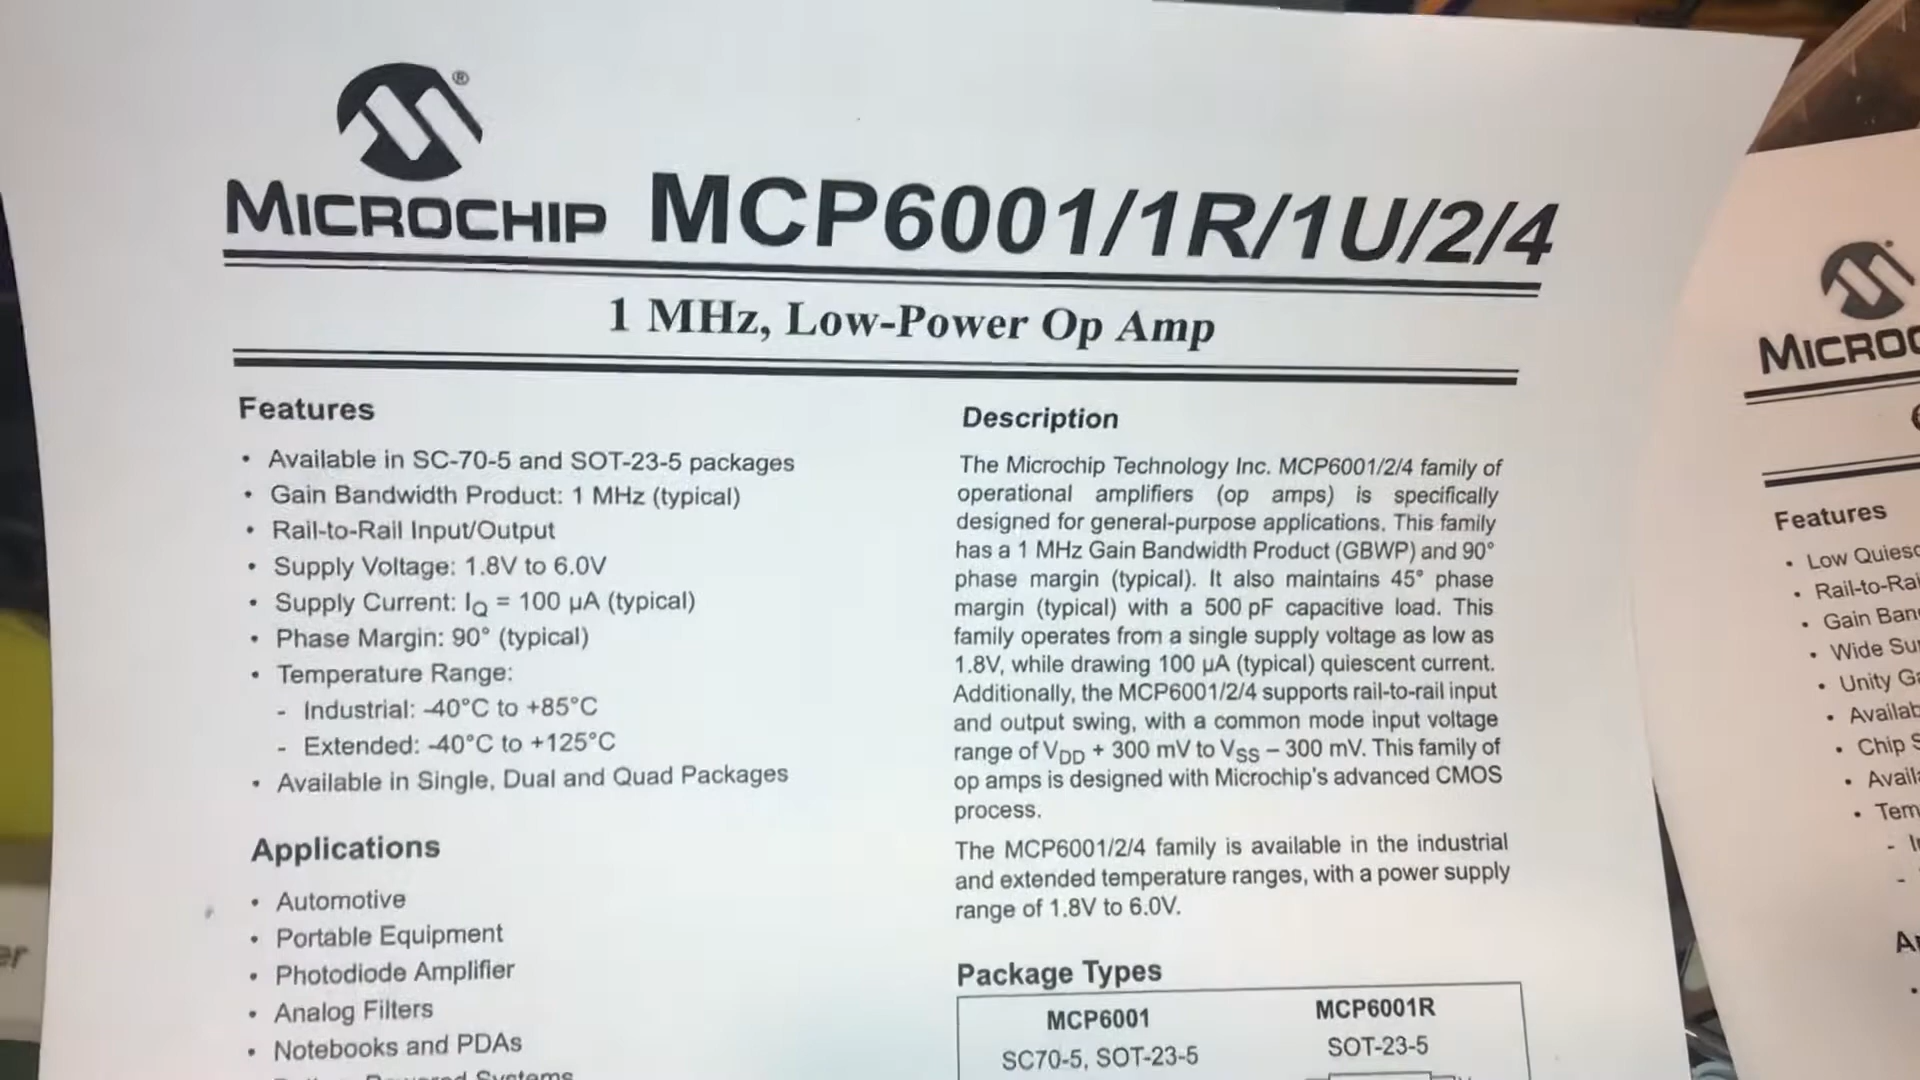 MICROCHIP MCP6001/1R/1U/2/4
1 MHz, Low-Power Op Amp
Features
• Available in SC-70-5 and SOT-23-5 packages
• Gain Bandwidth Product: 1 MHz (typical)
• Rail-to-Rail Input/Output
• Supply Voltage: 1.8V to 6.0V
• Supply Current: IQ = 100 µA (typical)
• Phase Margin: 90° (typical)
• Temperature Range:
- Industrial: -40°C to +85°C
- Extended: -40°C to +125°C
• Available in Single, Dual and Quad Packages
Applications
• Automotive
• Portable Equipment
• Photodiode Amplifier
• Analog Filters
• Notebooks and PDAs
Description
The Microchip Technology Inc. MCP6001/2/4 family of
operational amplifiers (op amps) is specifically
designed for general-purpose applications. This family
has a 1 MHz Gain Bandwidth Product (GBWP) and 90°
phase margin (typical). It also maintains 45° phase
margin (typical) with a 500 pF capacitive load. This
family operates from a single supply voltage as low as
1.8V, while drawing 100 µA (typical) quiescent current.
Additionally, the MCP6001/2/4 supports rail-to-rail input
and output swing, with a common mode input voltage
range of VDD + 300 mV to VSS – 300 mV. This family of
op amps is designed with Microchip's advanced CMOS
process.
The MCP6001/2/4 family is available in the industrial
and extended temperature ranges, with a power supply
range of 1.8V to 6.0V.
Package Types
MCP6001
SC70-5, SOT-23-5
MCP6001R
SOT-23-5
Features
• Low
• Rail-to-
• Gain
• Wide
• Unity
• Chip